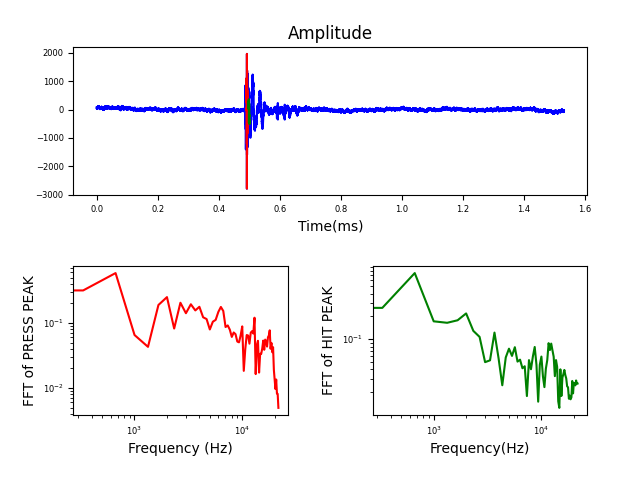 Amplitude
2000
1000
0
−1000
−2000
−3000
0.0 0.2 0.4 0.6 0.8 1.0 1.2 1.4 1.6
Time(ms)
FFT of PRESS PEAK
10⁻¹
10⁻²
10³ 10⁴
Frequency (Hz)
FFT of HIT PEAK
10⁻¹
10³ 10⁴
Frequency(Hz)